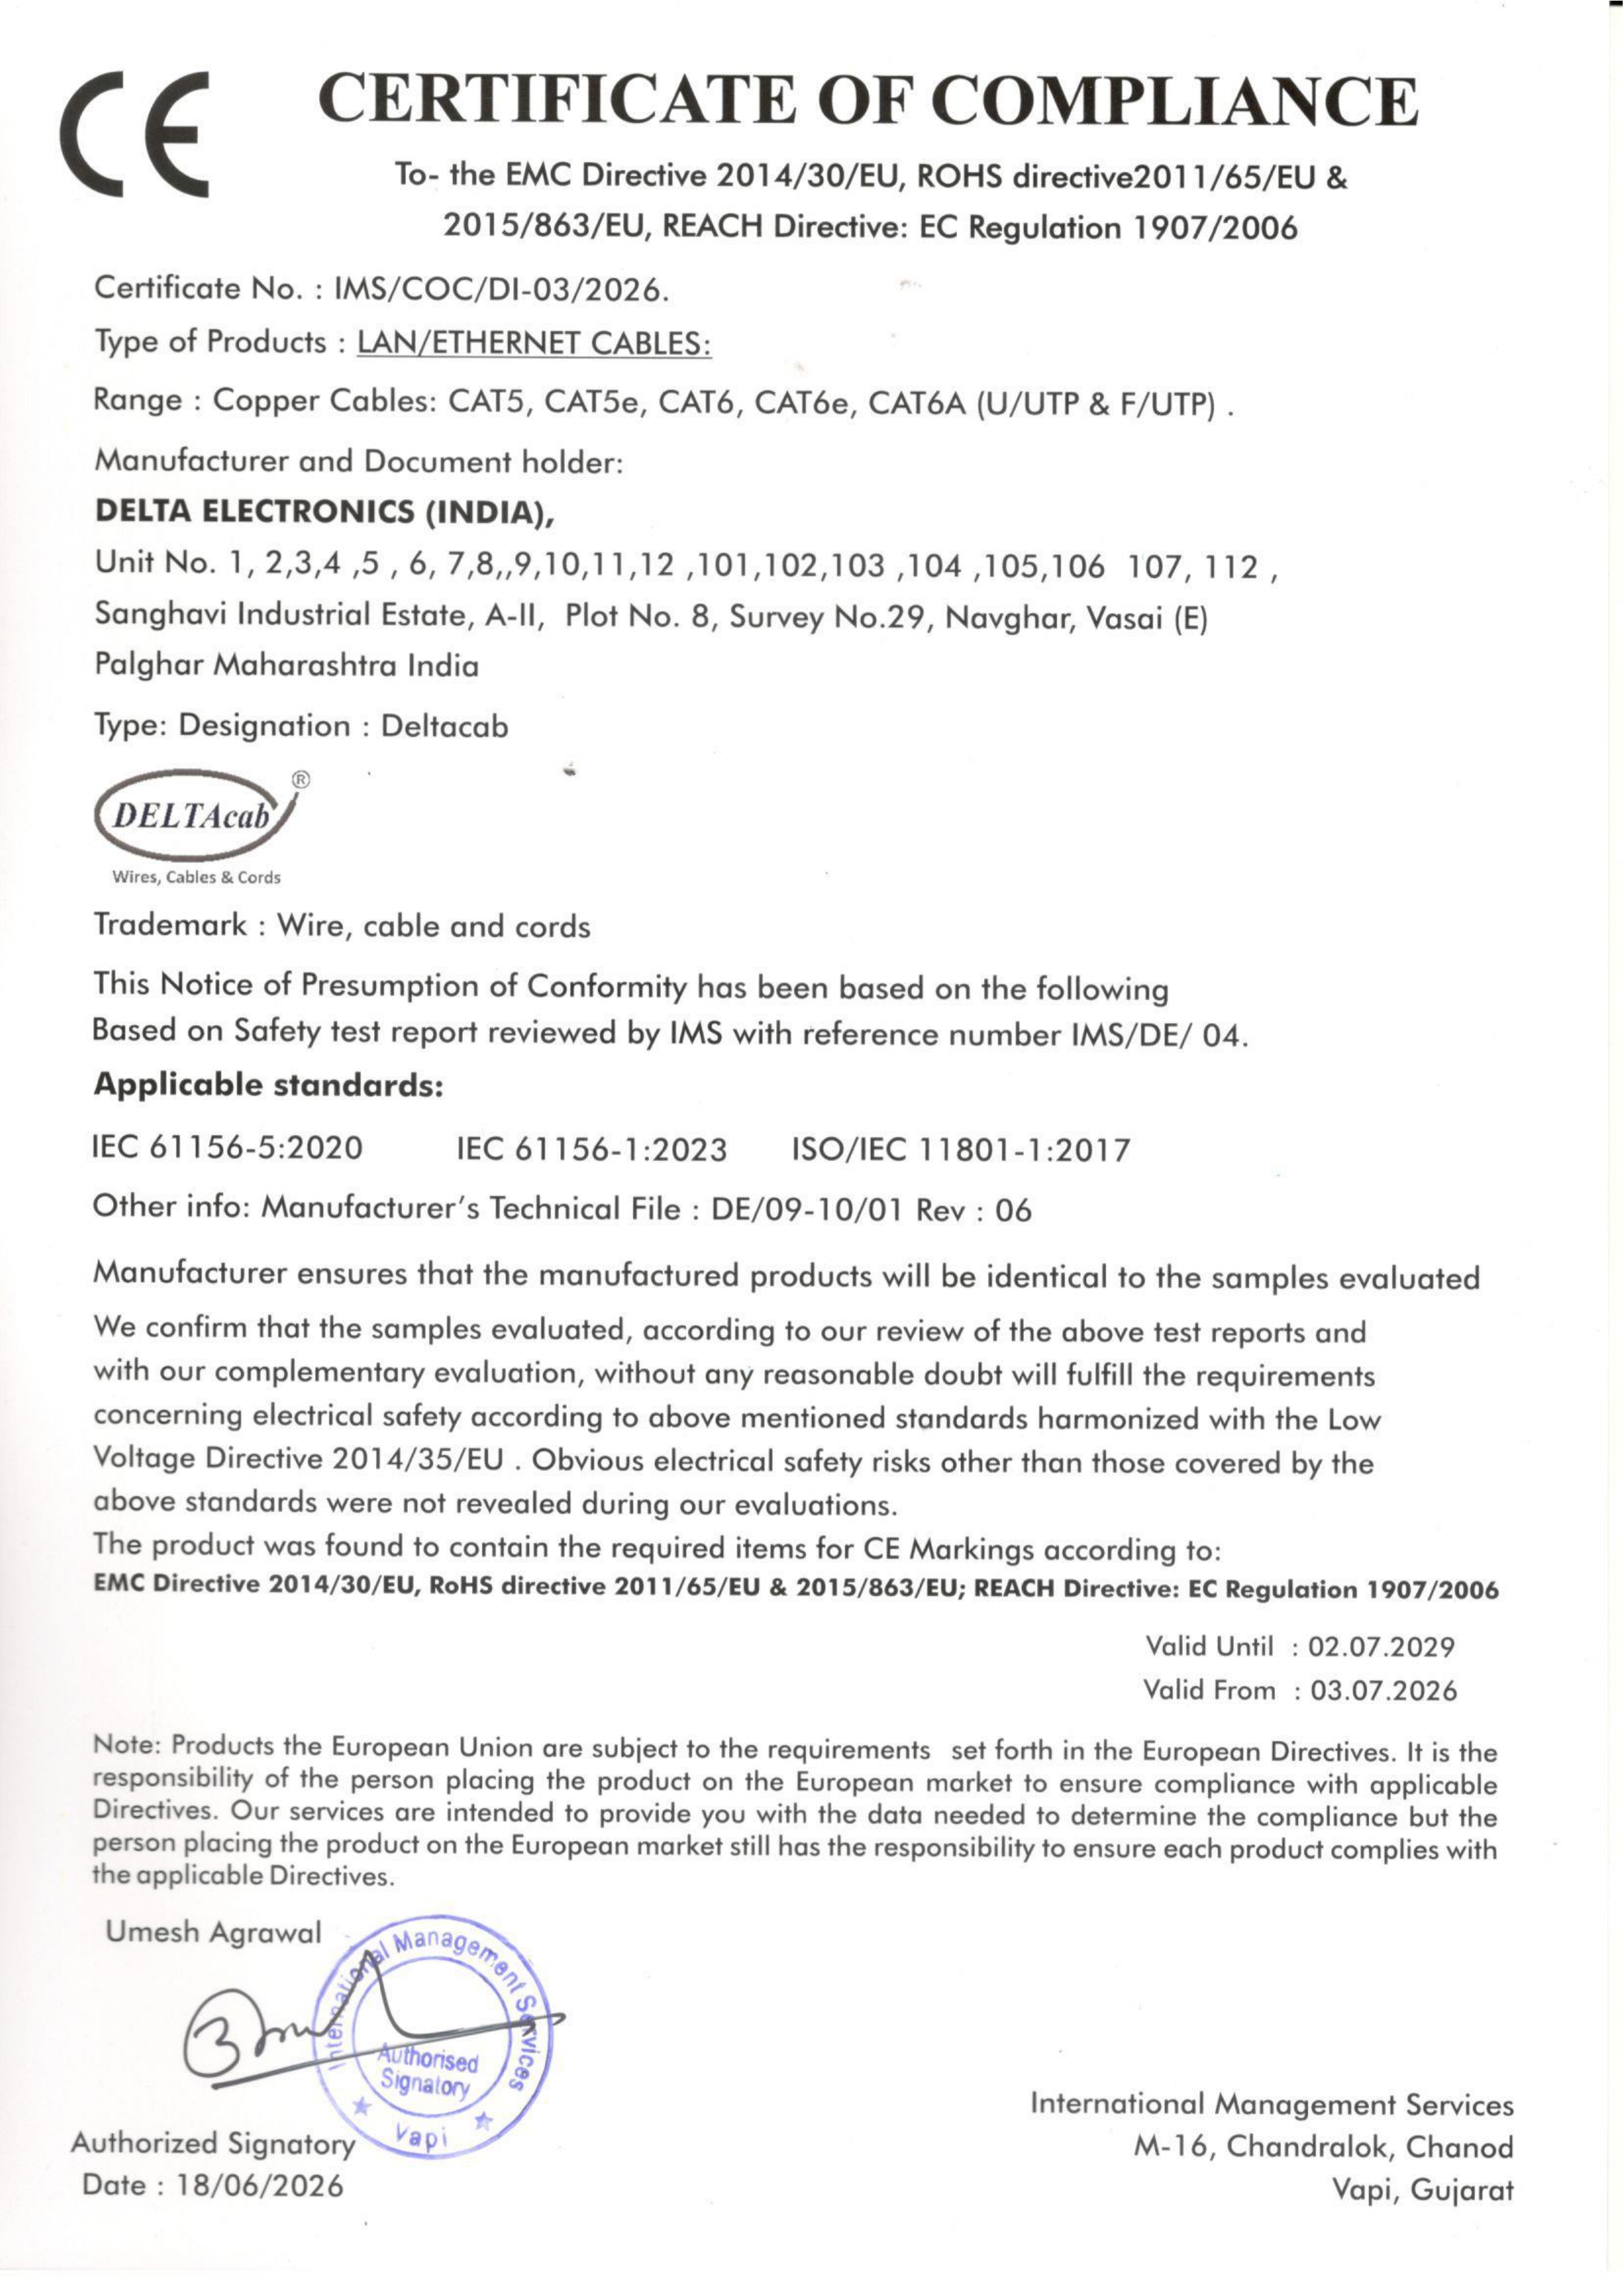 CE
CERTIFICATE OF COMPLIANCE
To- the EMC Directive 2014/30/EU, ROHS directive2011/65/EU &
2015/863/EU, REACH Directive: EC Regulation 1907/2006
Certificate No. : IMS/COC/DI-03/2026.
Type of Products : LAN/ETHERNET CABLES:
Range : Copper Cables: CAT5, CAT5e, CAT6, CAT6e, CAT6A (U/UTP & F/UTP) .
Manufacturer and Document holder:
DELTA ELECTRONICS (INDIA),
Unit No. 1, 2,3,4 ,5 , 6, 7,8,,9,10,11,12 ,101,102,103 ,104 ,105,106 107, 112 ,
Sanghavi Industrial Estate, A-II, Plot No. 8, Survey No.29, Navghar, Vasai (E)
Palghar Maharashtra India
Type: Designation : Deltacab
DELTAcab ®
Wires, Cables & Cords
Trademark : Wire, cable and cords
This Notice of Presumption of Conformity has been based on the following
Based on Safety test report reviewed by IMS with reference number IMS/DE/ 04.
Applicable standards:
IEC 61156-5:2020 IEC 61156-1:2023 ISO/IEC 11801-1:2017
Other info: Manufacturer's Technical File : DE/09-10/01 Rev : 06
Manufacturer ensures that the manufactured products will be identical to the samples evaluated
We confirm that the samples evaluated, according to our review of the above test reports and
with our complementary evaluation, without any reasonable doubt will fulfill the requirements
concerning electrical safety according to above mentioned standards harmonized with the Low
Voltage Directive 2014/35/EU . Obvious electrical safety risks other than those covered by the
above standards were not revealed during our evaluations.
The product was found to contain the required items for CE Markings according to:
EMC Directive 2014/30/EU, RoHS directive 2011/65/EU & 2015/863/EU; REACH Directive: EC Regulation 1907/2006
Valid Until : 02.07.2029
Valid From : 03.07.2026
Note: Products the European Union are subject to the requirements set forth in the European Directives. It is the
responsibility of the person placing the product on the European market to ensure compliance with applicable
Directives. Our services are intended to provide you with the data needed to determine the compliance but the
person placing the product on the European market still has the responsibility to ensure each product complies with
the applicable Directives.
Umesh Agrawal
International Management Services
Authorised
Signatory
Vapi
Authorized Signatory
Date : 18/06/2026
International Management Services
M-16, Chandralok, Chanod
Vapi, Gujarat